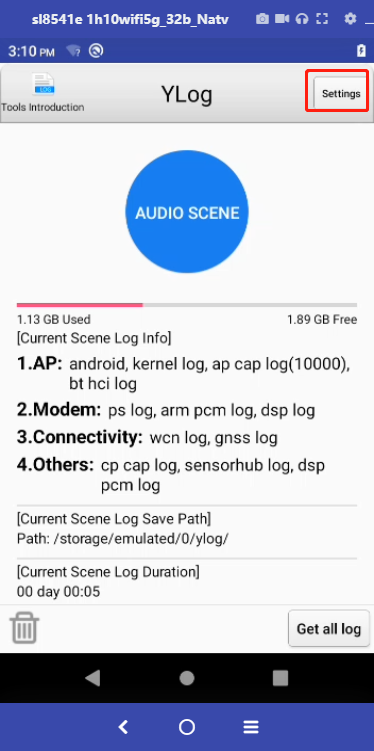 sl8541e 1h10wifi5g_32b_Natv
3:10 PM
LOG
Tools Introduction
YLog
Settings
AUDIO SCENE
1.13 GB Used
1.89 GB Free
[Current Scene Log Info]
1.AP: android, kernel log, ap cap log(10000),
bt hci log
2.Modem: ps log, arm pcm log, dsp log
3.Connectivity: wcn log, gnss log
4.Others: cp cap log, sensorhub log, dsp
pcm log
[Current Scene Log Save Path]
Path: /storage/emulated/0/ylog/
[Current Scene Log Duration]
00 day 00:05
Get all log